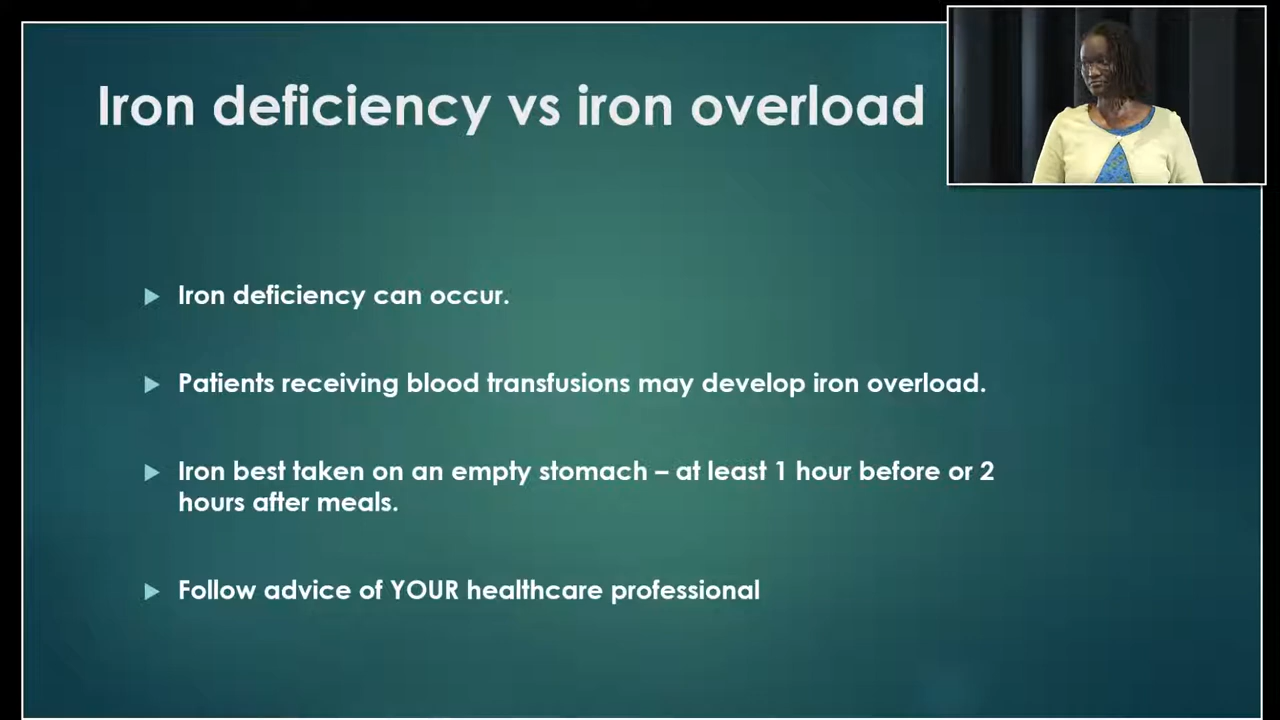 Iron deficiency vs iron overload
Iron deficiency can occur.
Patients receiving blood transfusions may develop iron overload.
Iron best taken on an empty stomach – at least 1 hour before or 2
hours after meals.
Follow advice of YOUR healthcare professional